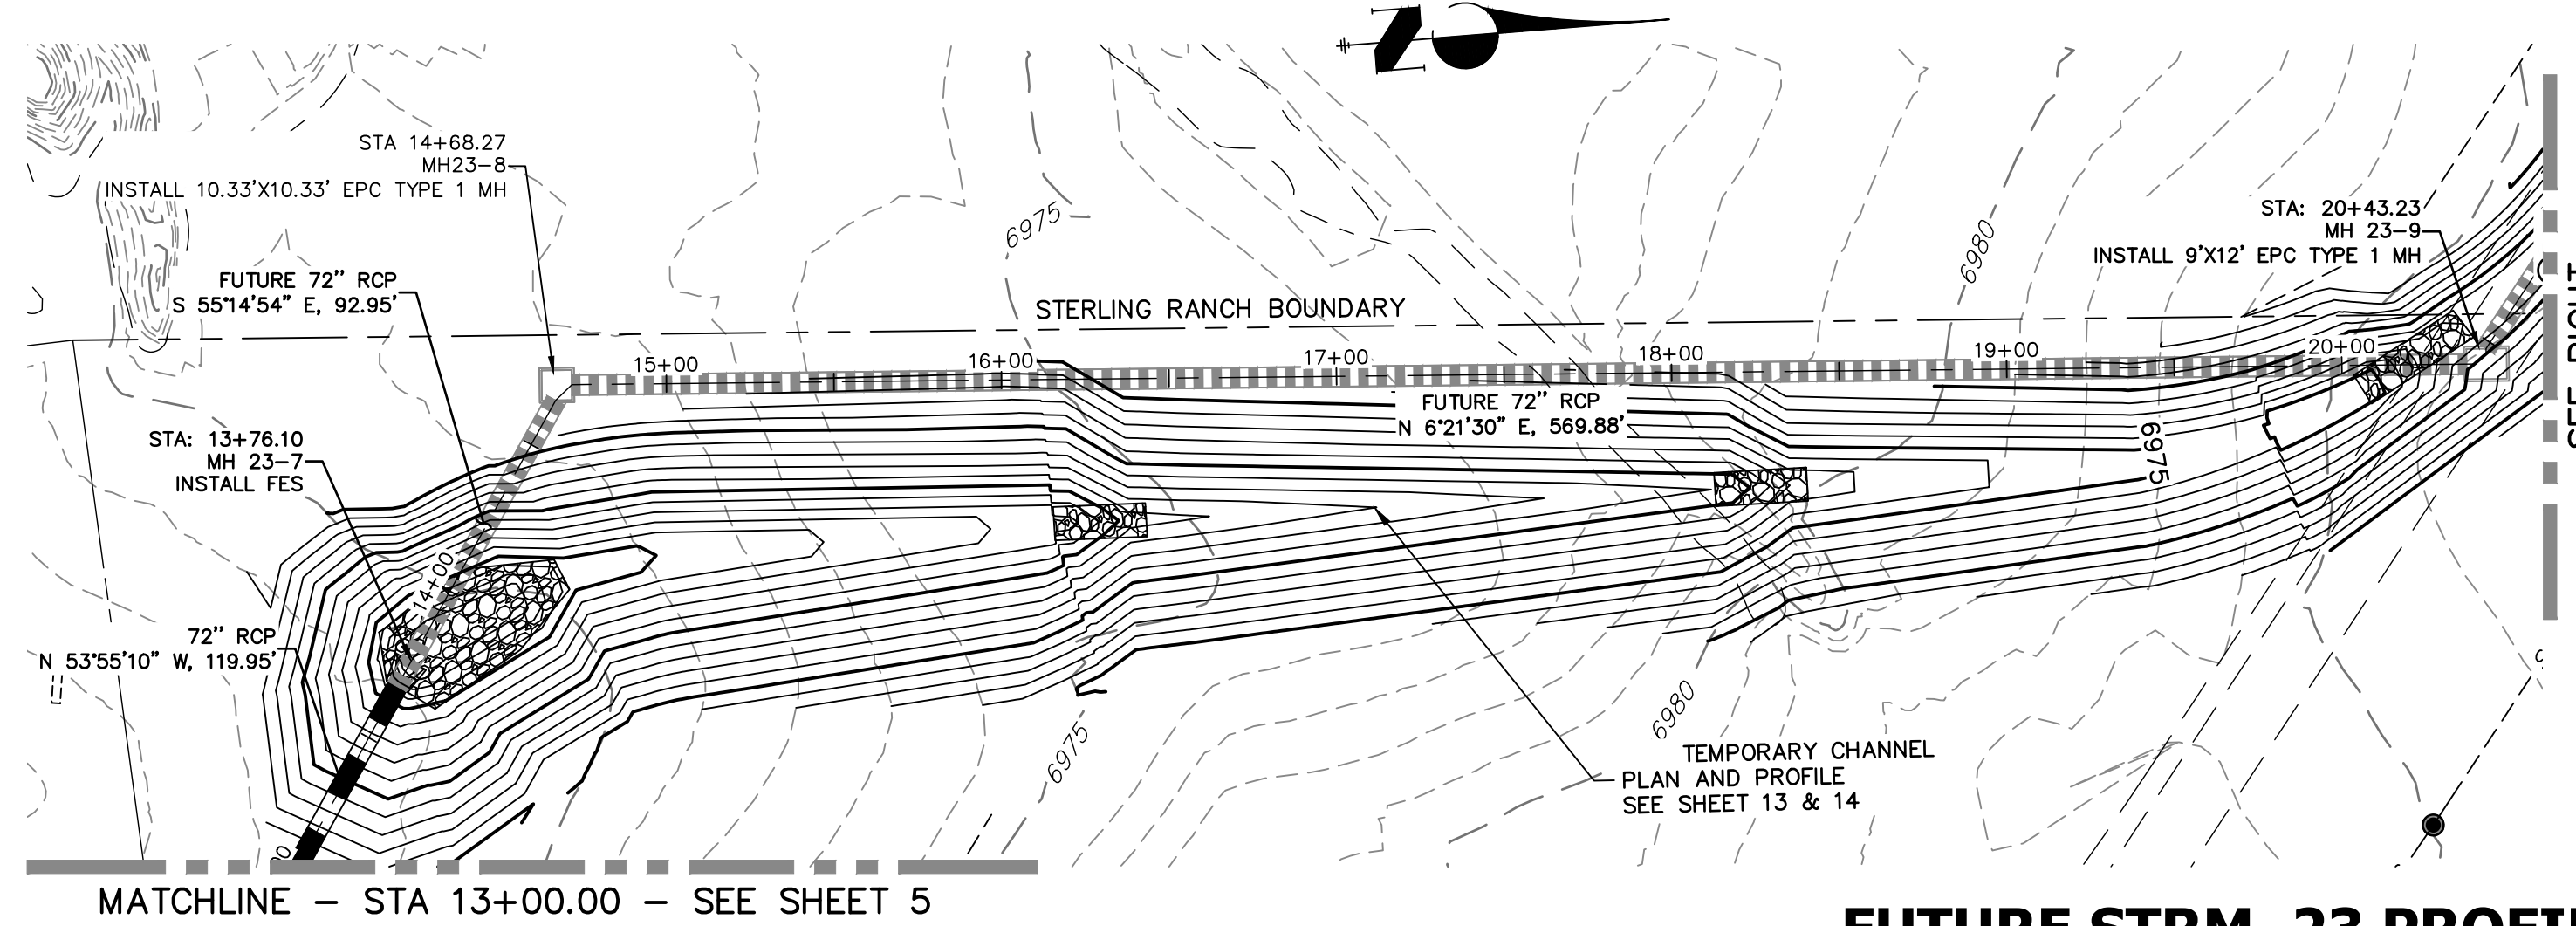 N
STA 14+68.27
MH23-8
INSTALL 10.33'X10.33' EPC TYPE 1 MH
FUTURE 72" RCP
S 55°14'54" E, 92.95'
STA: 13+76.10
MH 23-7
INSTALL FES
72" RCP
N 53°55'10" W, 119.95'
14+00
15+00
16+00
17+00
18+00
19+00
20+00
6975
STERLING RANCH BOUNDARY
6980
STA: 20+43.23
MH 23-9
INSTALL 9'X12' EPC TYPE 1 MH
FUTURE 72" RCP
N 6°21'30" E, 569.88'
6975
6975
6980
TEMPORARY CHANNEL
PLAN AND PROFILE
SEE SHEET 13 & 14
MATCHLINE - STA 13+00.00 - SEE SHEET 5
FUTURE STRM